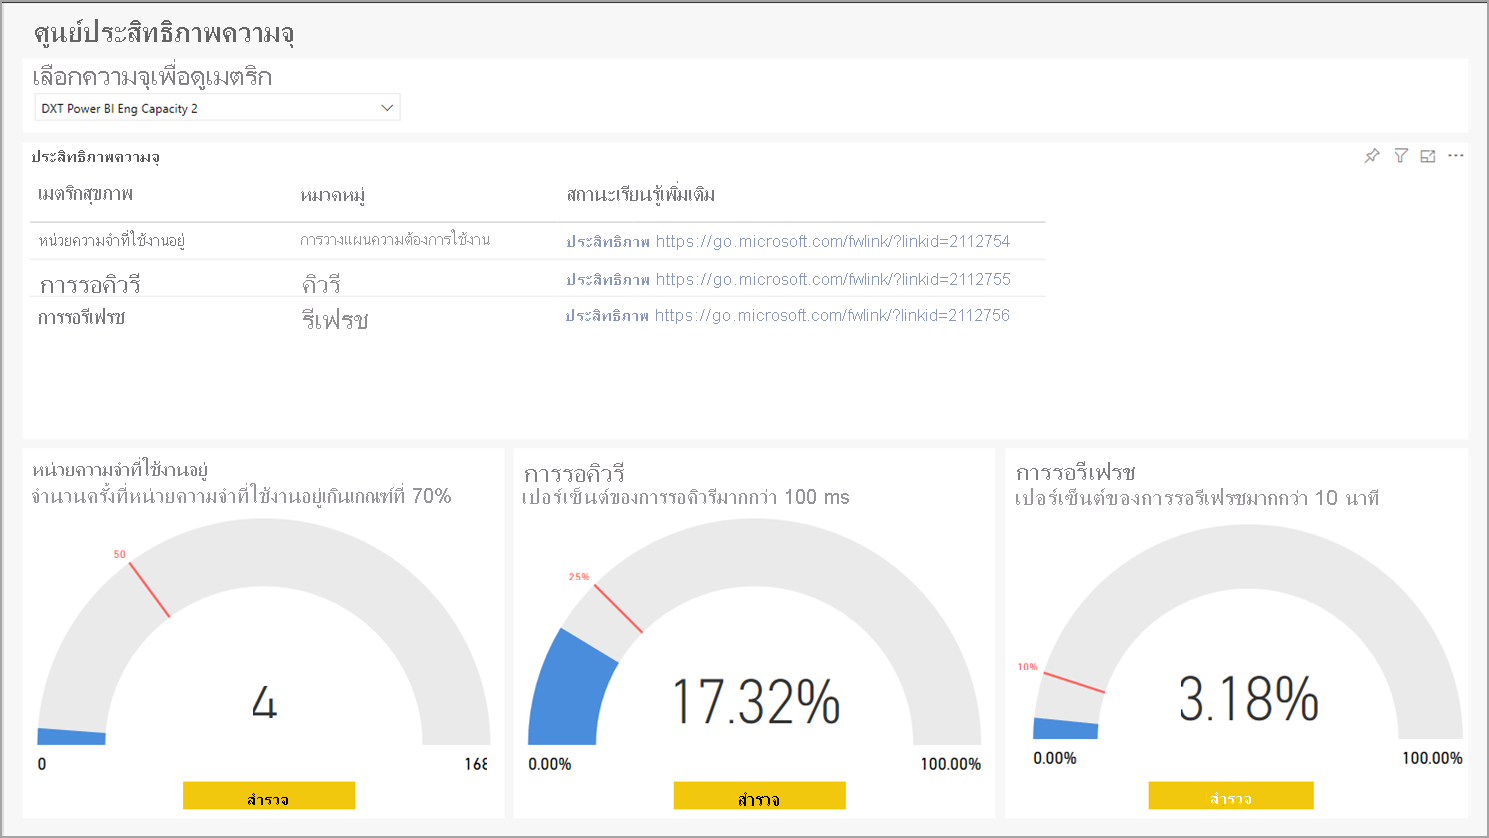 ศูนย์ประสิทธิภาพความจุ
เลือกความจุเพื่อดูเมตริก
DXT Power BI Eng Capacity 2
ประสิทธิภาพความจุ
เมตริกสุขภาพ หมวดหมู่ สถานะเรียนรู้เพิ่มเติม
หน่วยความจำที่ใช้งานอยู่ การวางแผนความต้องการใช้งาน ประสิทธิภาพ https://go.microsoft.com/fwlink/?linkid=2112754
การรอคิวรี คิวรี ประสิทธิภาพ https://go.microsoft.com/fwlink/?linkid=2112755
การรอรีเฟรช รีเฟรช ประสิทธิภาพ https://go.microsoft.com/fwlink/?linkid=2112756
หน่วยความจำที่ใช้งานอยู่
จำนวนครั้งที่หน่วยความจำที่ใช้งานอยู่เกินเกณฑ์ที่ 70%
50
4
0 168
สำรวจ
การรอคิวรี
เปอร์เซ็นต์ของการรอคิวรีมากกว่า 100 ms
25%
17.32%
0.00% 100.00%
สำรวจ
การรอรีเฟรช
เปอร์เซ็นต์ของการรอรีเฟรชมากกว่า 10 นาที
10%
3.18%
0.00% 100.00%
สำรวจ